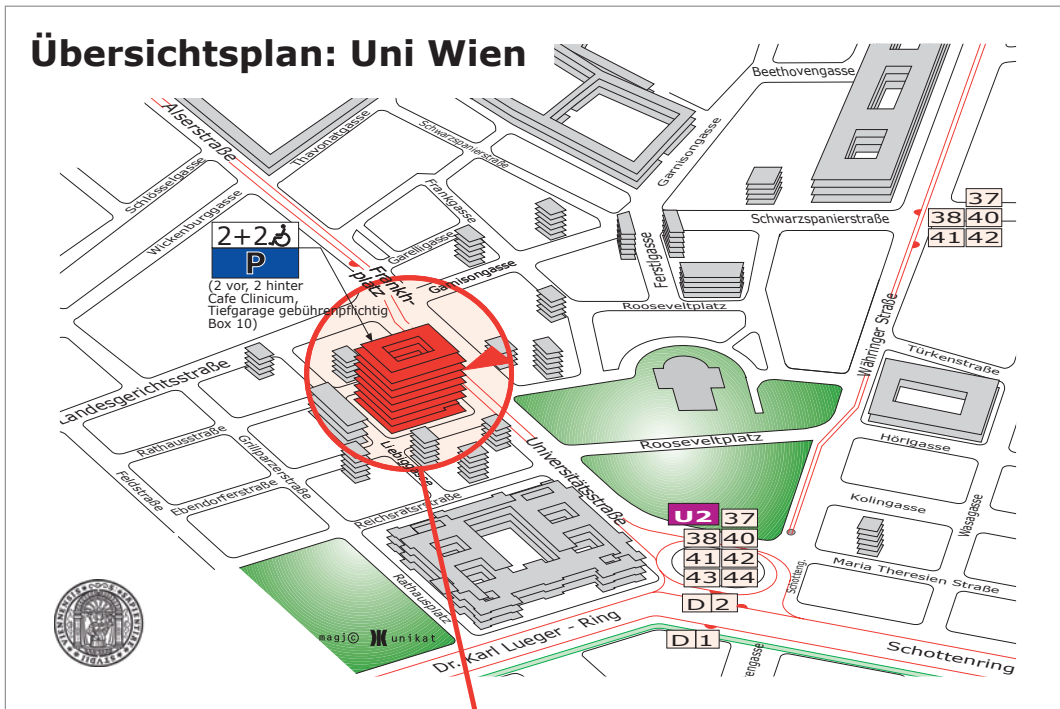 Übersichtsplan: Uni Wien
Beethovengasse
Alserstraße
Thavonatgasse
Schwarzspanierstraße
Garnisongasse
Schlösselgasse
Frankgasse
37
38 40
41 42
Schwarzspanierstraße
Wickenburggasse
2+2
P
(2 vor, 2 hinter
Cafe Clinicum,
Tiefgarage gebührenpflichtig
Box 10)
Garelligasse
Ferstlgasse
Frankh-
platz
Garnisongasse
Rooseveltplatz
Währinger Straße
Türkenstraße
Landesgerichtsstraße
Rathausstraße
Grillparzerstraße
Liebiggasse
Universitätsstraße
Rooseveltplatz
Hörlgasse
Feldstraße
Ebendorferstraße
Reichsratsstraße
Kolingasse
Wasagasse
U2 37
38 40
41 42
43 44
Schotteng.
Maria Theresien Straße
D 2
Rathausplatz
D 1
magj© unikat
Dr. Karl Lueger - Ring
Schottenring